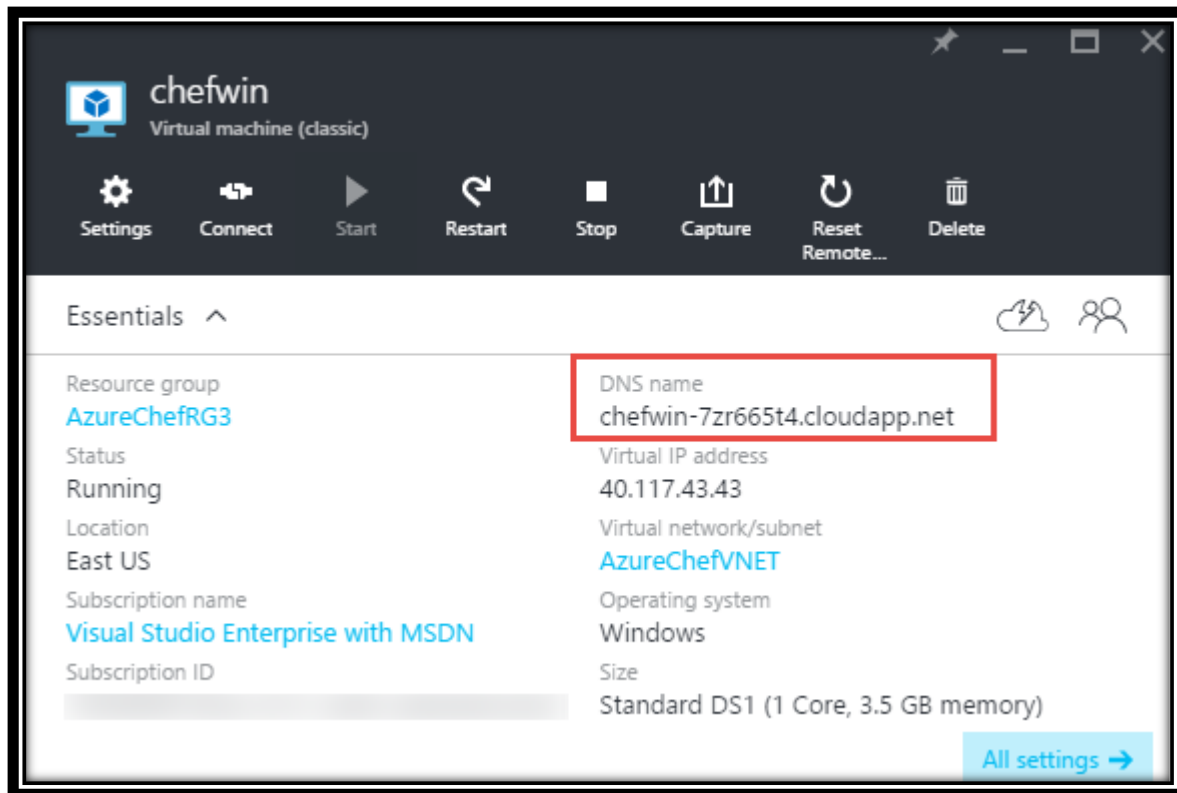 chefwin
Virtual machine (classic)
Settings
Connect
Start
Restart
Stop
Capture
Reset
Remote...
Delete
Essentials
Resource group
AzureChefRG3
Status
Running
Location
East US
Subscription name
Visual Studio Enterprise with MSDN
Subscription ID
DNS name
chefwin-7zr665t4.cloudapp.net
Virtual IP address
40.117.43.43
Virtual network/subnet
AzureChefVNET
Operating system
Windows
Size
Standard DS1 (1 Core, 3.5 GB memory)
All settings